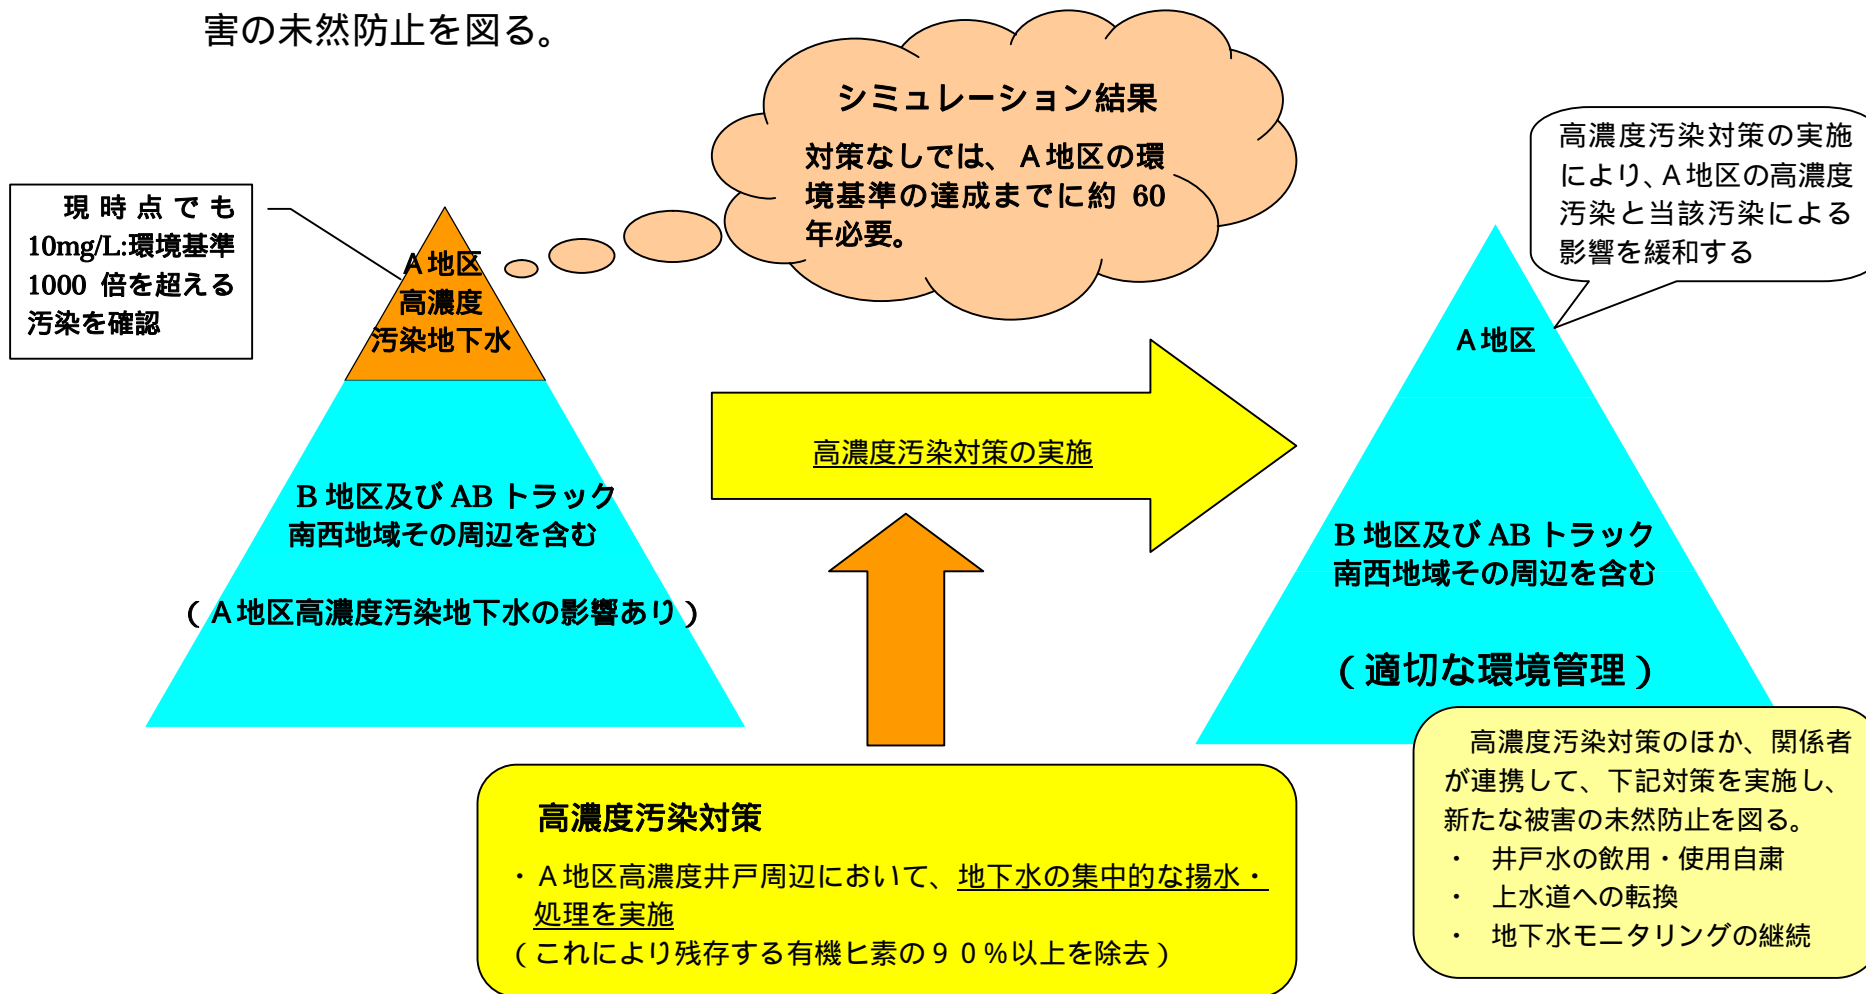 害の未然防止を図る。
シミュレーション結果
対策なしでは、A地区の環
境基準の達成までに約 60
年必要。
現時点でも
10mg/L:環境基準
1000 倍を超える
汚染を確認
A地区
高濃度
汚染地下水
B 地区及び AB トラック
南西地域その周辺を含む
(A地区高濃度汚染地下水の影響あり)
高濃度汚染対策の実施
高濃度汚染対策の実施
により、A地区の高濃度
汚染と当該汚染による
影響を緩和する
A地区
B 地区及び AB トラック
南西地域その周辺を含む
(適切な環境管理)
高濃度汚染対策
・A地区高濃度井戸周辺において、地下水の集中的な揚水・
処理を実施
(これにより残存する有機ヒ素の90%以上を除去)
高濃度汚染対策のほか、関係者
が連携して、下記対策を実施し、
新たな被害の未然防止を図る。
・ 井戸水の飲用・使用自粛
・ 上水道への転換
・ 地下水モニタリングの継続